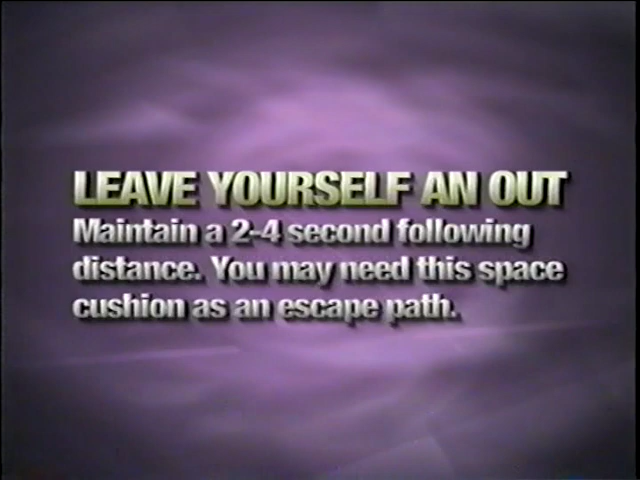 LEAVE YOURSELF AN OUT
Maintain a 2-4 second following
distance. You may need this space
cushion as an escape path.